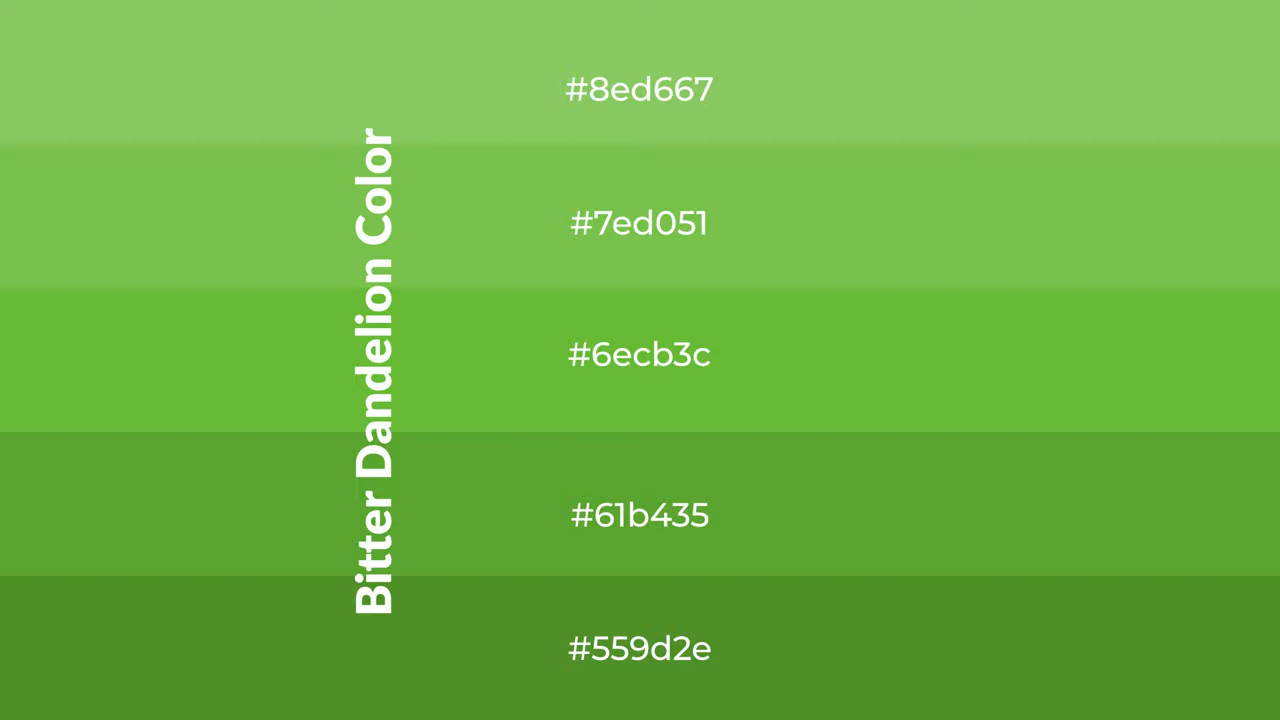 Bitter Dandelion Color
#8ed667
#7ed051
#6ecb3c
#61b435
#559d2e